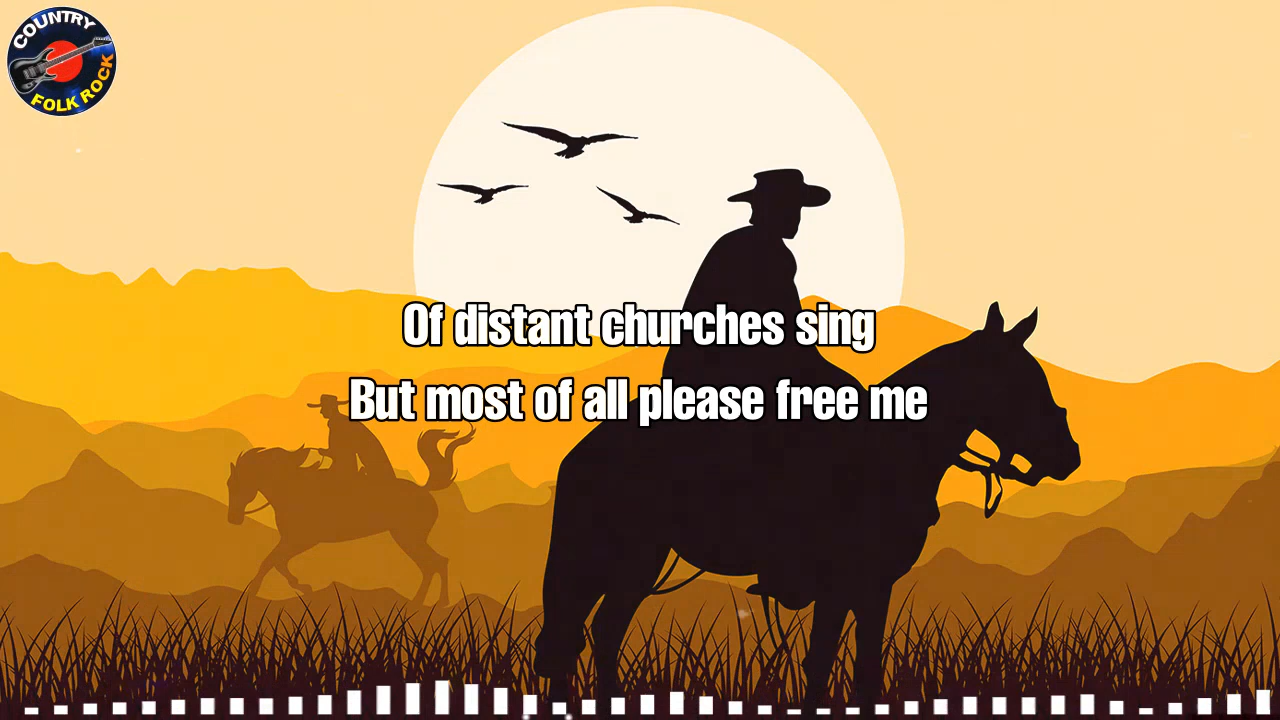 COUNTRY
FOLK ROCK
Of distant churches sing
But most of all please free me